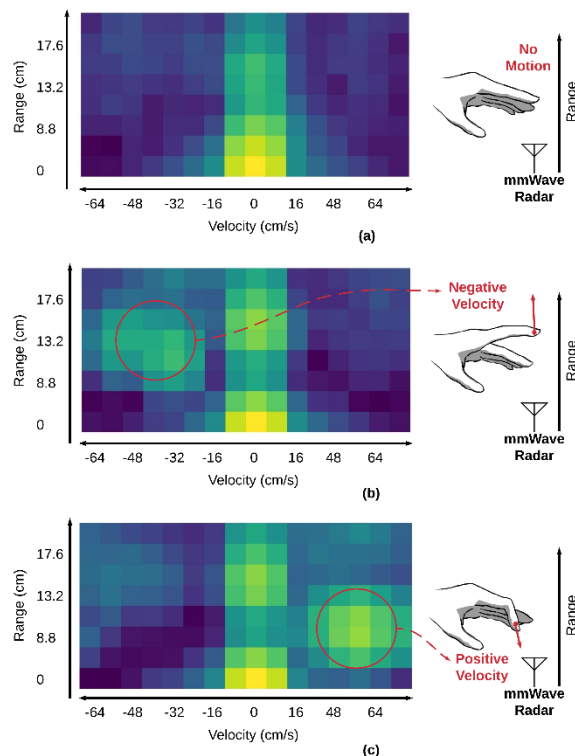 17.6
13.2
8.8
0
Range (cm)
-64 -48 -32 -16 0 16 32 48 64
Velocity (cm/s)
(a)
No
Motion
mmWave
Radar
Range
17.6
13.2
8.8
0
Range (cm)
-64 -48 -32 -16 0 16 32 48 64
Velocity (cm/s)
(b)
Negative
Velocity
mmWave
Radar
Range
17.6
13.2
8.8
0
Range (cm)
-64 -48 -32 -16 0 16 32 48 64
Velocity (cm/s)
(c)
Positive
Velocity
mmWave
Radar
Range